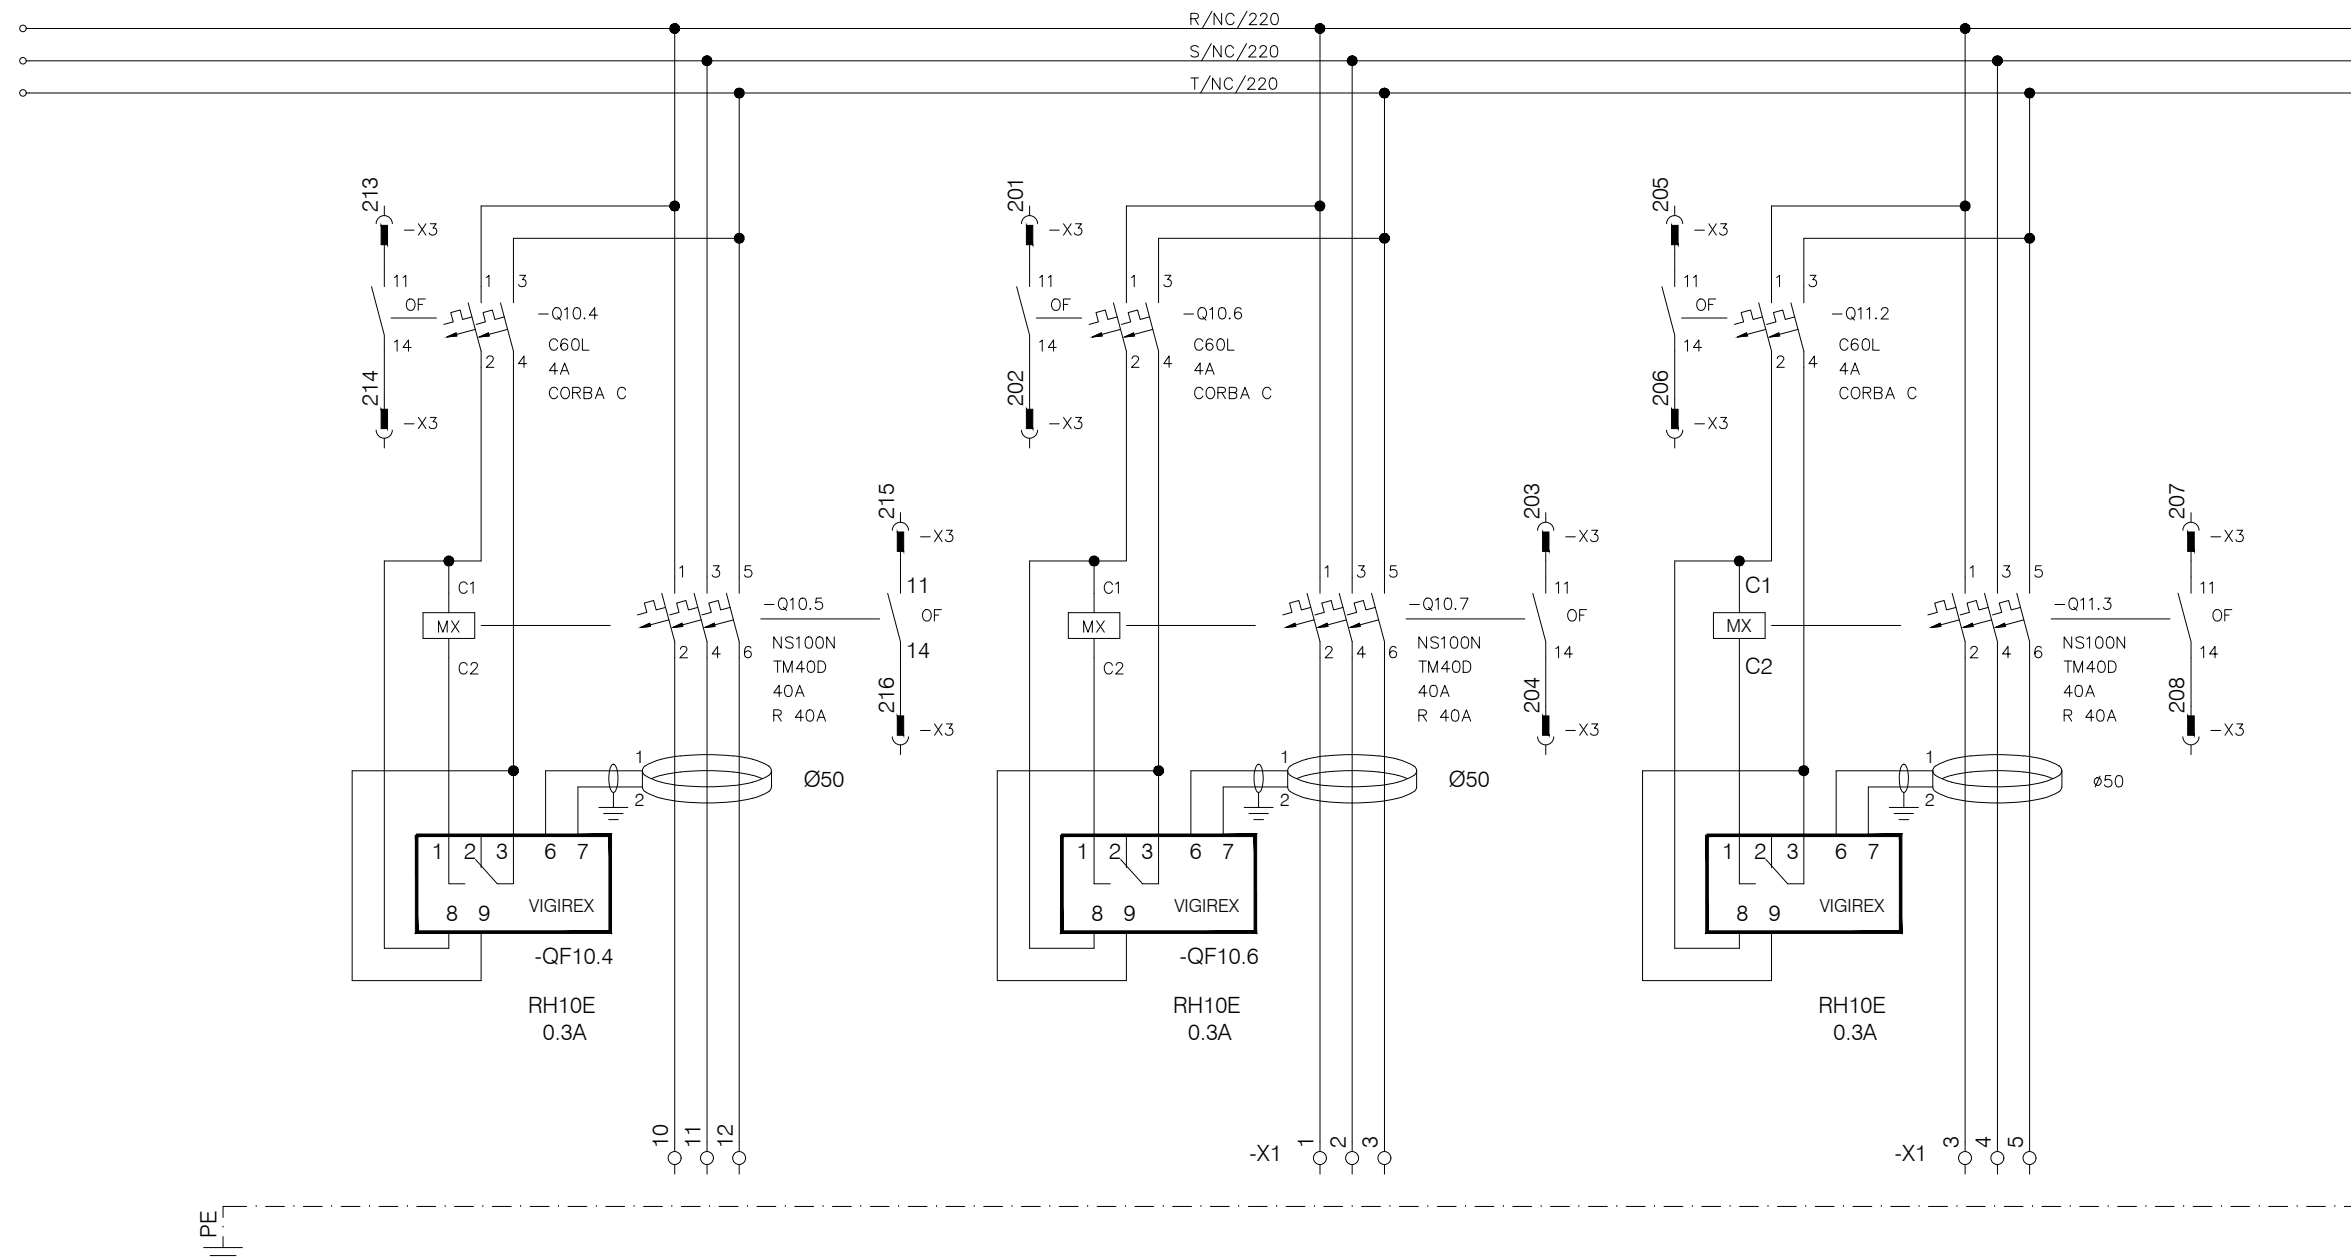 R/NC/220
S/NC/220
T/NC/220
213
-X3
11
OF
14
214
-X3
1
3
2
4
-Q10.4
C60L
4A
CORBA C
215
-X3
11
OF
14
216
-X3
C1
MX
C2
1
3
5
2
4
6
-Q10.5
NS100N
TM40D
40A
R 40A
1
2
Ø50
1 2 3 6 7
8 9
VIGIREX
-QF10.4
RH10E
0.3A
10
11
12
201
-X3
11
OF
14
202
-X3
1
3
2
4
-Q10.6
C60L
4A
CORBA C
203
-X3
11
OF
14
204
-X3
C1
MX
C2
1
3
5
2
4
6
-Q10.7
NS100N
TM40D
40A
R 40A
1
2
Ø50
1 2 3 6 7
8 9
VIGIREX
-QF10.6
RH10E
0.3A
-X1
1
2
3
205
-X3
11
OF
14
206
-X3
1
3
2
4
-Q11.2
C60L
4A
CORBA C
207
-X3
11
OF
14
208
-X3
C1
MX
C2
1
3
5
2
4
6
-Q11.3
NS100N
TM40D
40A
R 40A
1
2
ø50
1 2 3 6 7
8 9
VIGIREX
RH10E
0.3A
-X1
3
4
5
PE